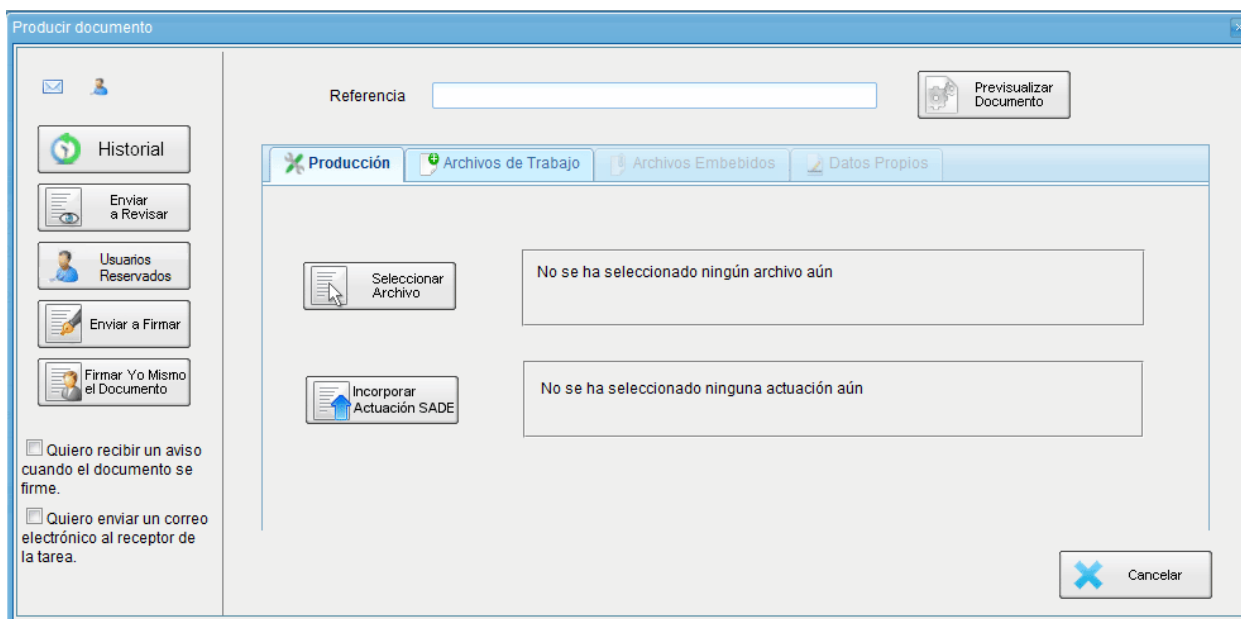 Producir documento
Referencia
Previsualizar
Documento
Historial
Enviar
a Revisar
Usuarios
Reservados
Enviar a Firmar
Firmar Yo Mismo
el Documento
Quiero recibir un aviso
cuando el documento se
firme.
Quiero enviar un correo
electrónico al receptor de
la tarea.
Producción
Archivos de Trabajo
Archivos Embebidos
Datos Propios
Seleccionar
Archivo
No se ha seleccionado ningún archivo aún
Incorporar
Actuación SADE
No se ha seleccionado ninguna actuación aún
Cancelar